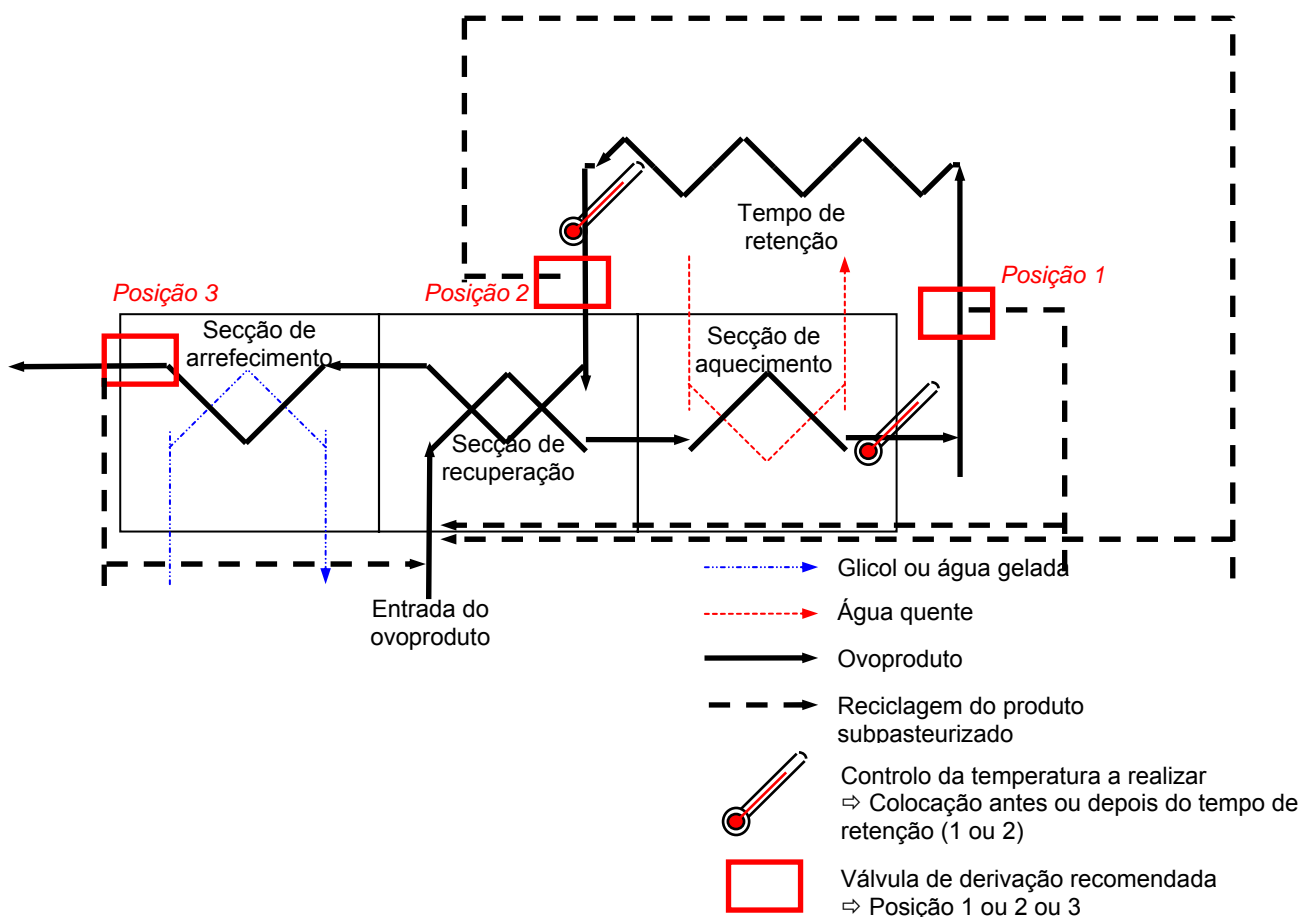 Tempo de
retenção
Posição 1
Posição 3
Posição 2
Secção de
arrefecimento
Secção de
aquecimento
Secção de
recuperação
Entrada do
ovoproduto
Glicol ou água gelada
Água quente
Ovoproduto
Reciclagem do produto
subpasteurizado
Controlo da temperatura a realizar
⇨ Colocação antes ou depois do tempo de
retenção (1 ou 2)
Válvula de derivação recomendada
⇨ Posição 1 ou 2 ou 3